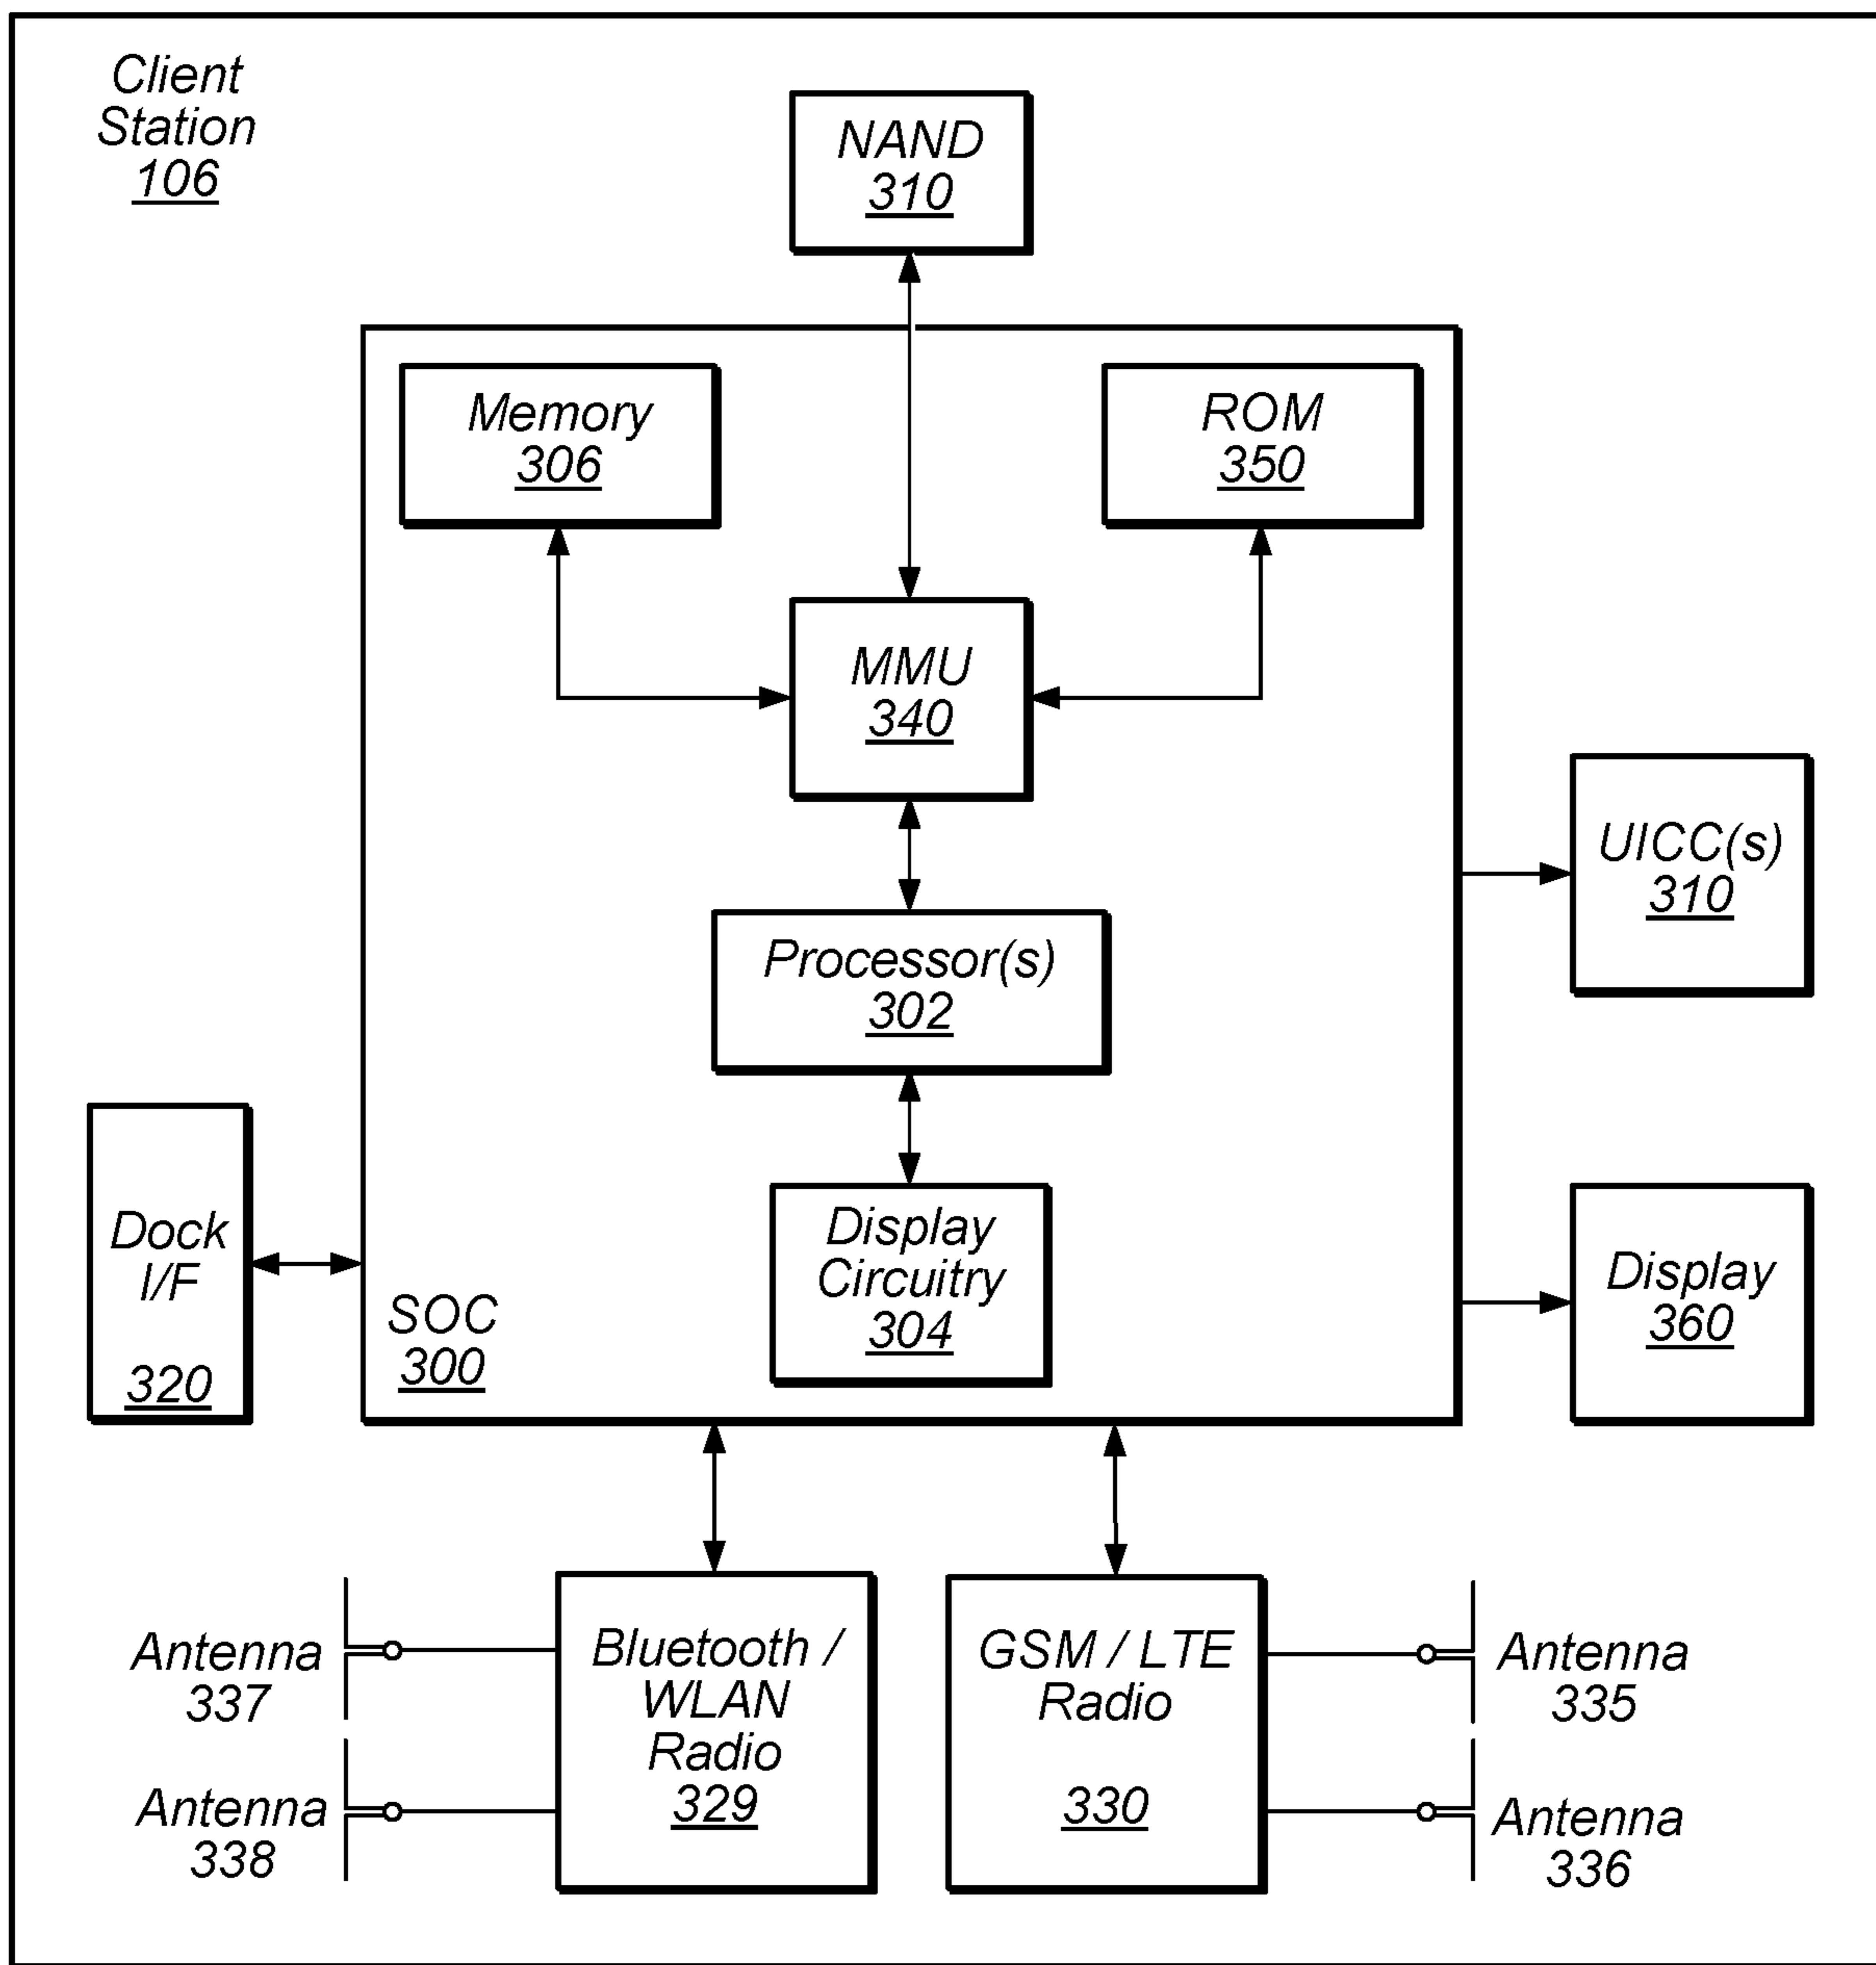 Client
Station
106
NAND
310
Memory
306
ROM
350
MMU
340
UICC(s)
310
Processor(s)
302
Dock
I/F
320
Display
Circuitry
304
SOC
300
Display
360
Antenna
337
Antenna
338
Bluetooth /
WLAN
Radio
329
GSM / LTE
Radio
330
Antenna
335
Antenna
336